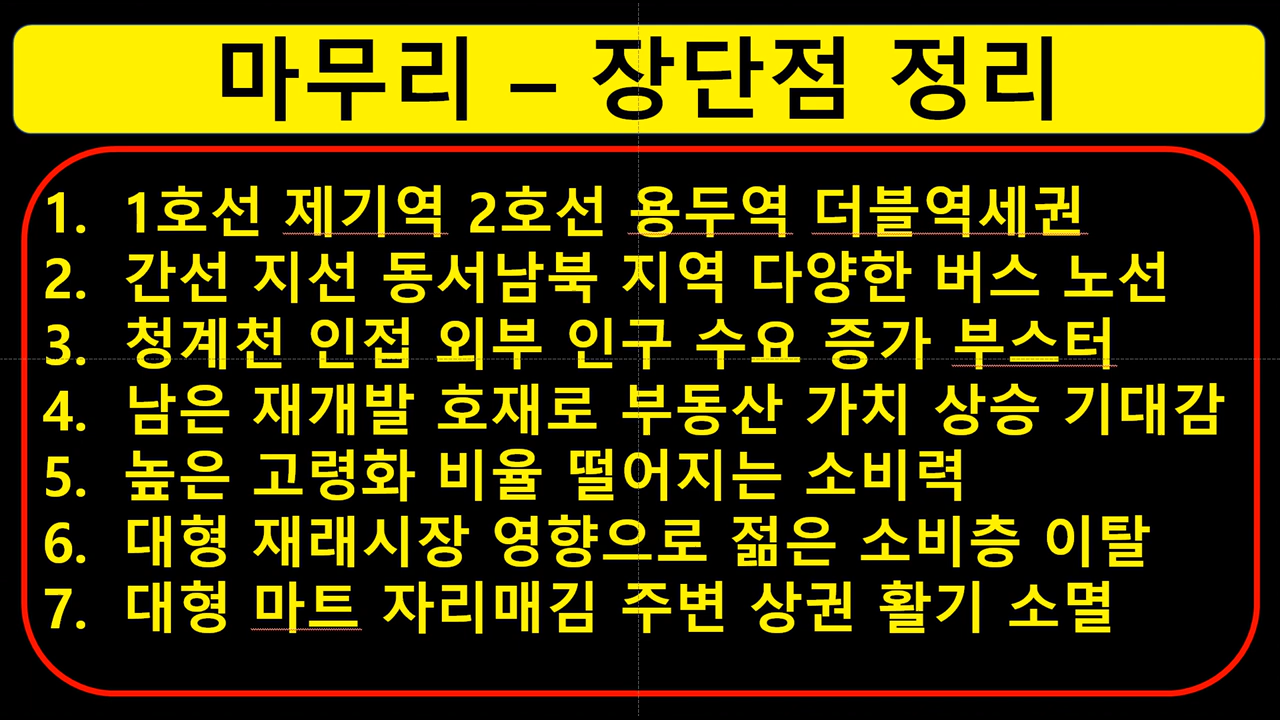 마무리 – 장단점 정리
1. 1호선 제기역 2호선 용두역 더블역세권
2. 간선 지선 동서남북 지역 다양한 버스 노선
3. 청계천 인접 외부 인구 수요 증가 부스터
4. 남은 재개발 호재로 부동산 가치 상승 기대감
5. 높은 고령화 비율 떨어지는 소비력
6. 대형 재래시장 영향으로 젊은 소비층 이탈
7. 대형 마트 자리매김 주변 상권 활기 소멸